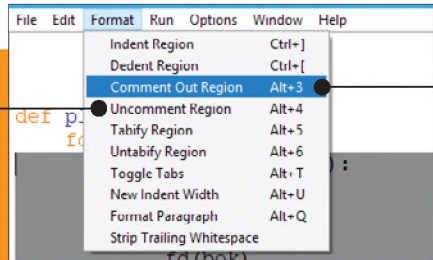 File Edit Format Run Options Window Help
Indent Region Ctrl+]
Dedent Region Ctrl+[
Comment Out Region Alt+3
Uncomment Region Alt+4
Tabify Region Alt+5
Untabify Region Alt+6
Toggle Tabs Alt+T
New Indent Width Alt+U
Format Paragraph Alt+Q
Strip Trailing Whitespace
def
):